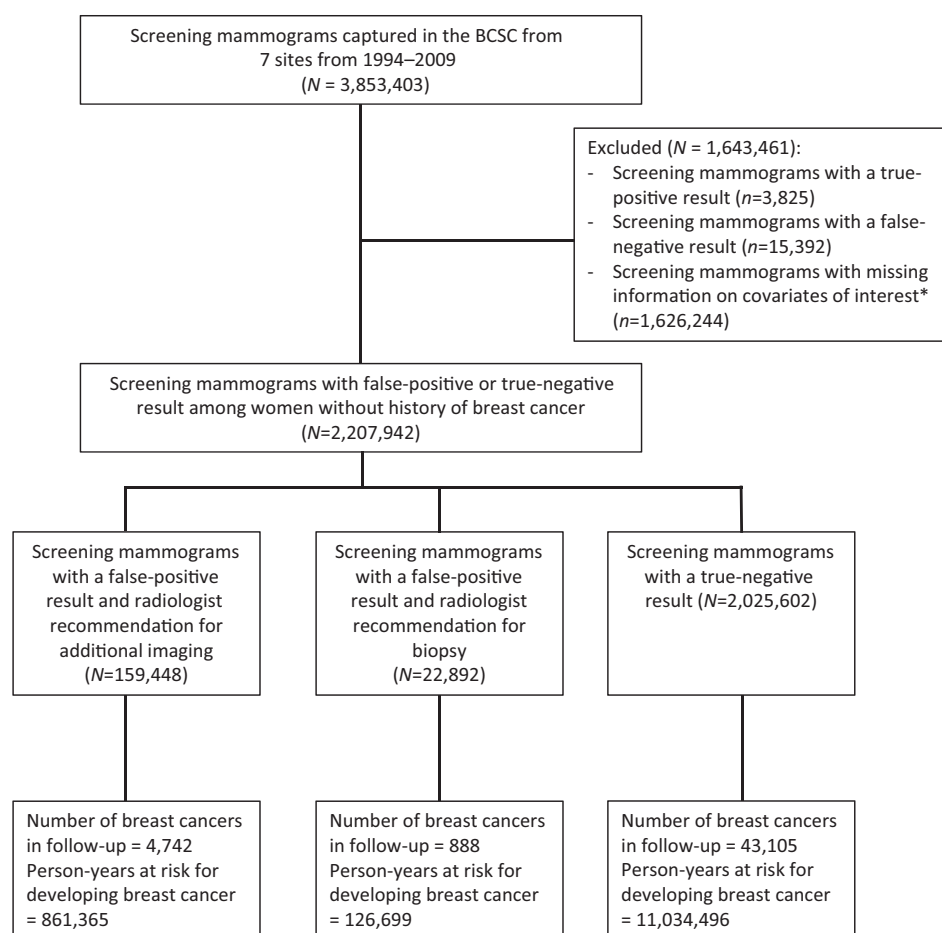 Screening mammograms captured in the BCSC from
7 sites from 1994–2009
(N = 3,853,403)
Excluded (N = 1,643,461):
- Screening mammograms with a true-
positive result (n=3,825)
- Screening mammograms with a false-
negative result (n=15,392)
- Screening mammograms with missing
information on covariates of interest*
(n=1,626,244)
Screening mammograms with false-positive or true-negative
result among women without history of breast cancer
(N=2,207,942)
Screening mammograms
with a false-positive
result and radiologist
recommendation for
additional imaging
(N=159,448)
Screening mammograms
with a false-positive
result and radiologist
recommendation for
biopsy
(N=22,892)
Screening mammograms
with a true-negative
result (N=2,025,602)
Number of breast cancers
in follow-up = 4,742
Person-years at risk for
developing breast cancer
= 861,365
Number of breast cancers
in follow-up = 888
Person-years at risk for
developing breast cancer
= 126,699
Number of breast cancers
in follow-up = 43,105
Person-years at risk for
developing breast cancer
= 11,034,496